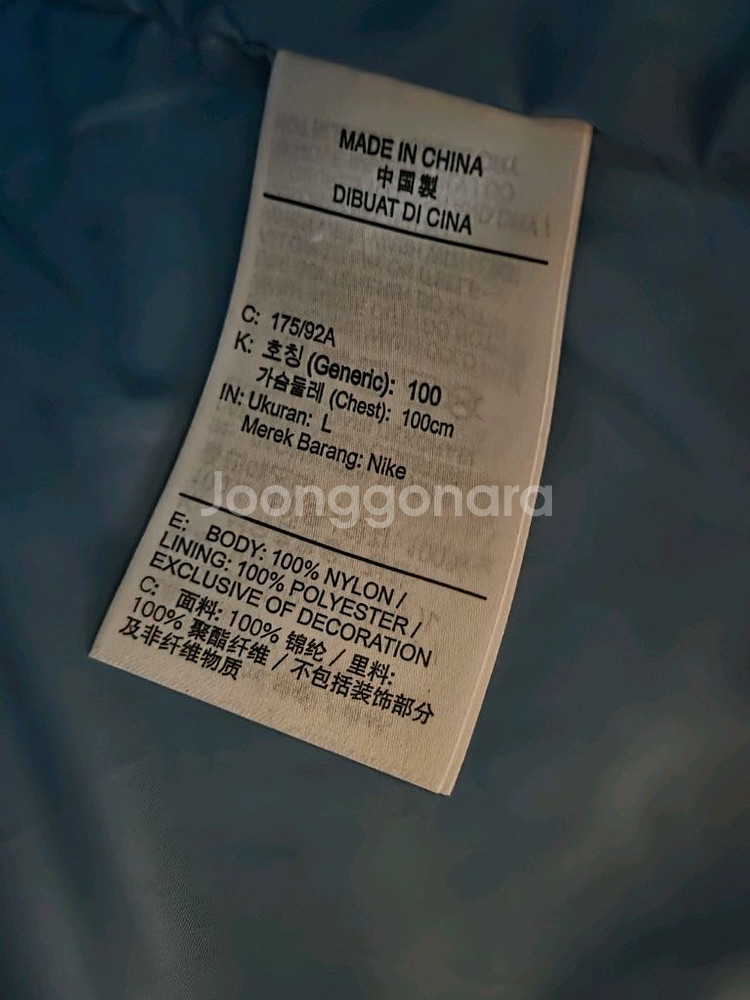 MADE IN CHINA
中国製
DIBUAT DI CINA
C: 175/92A
K: 호칭 (Generic): 100
가슴둘레 (Chest): 100cm
IN: Ukuran: L
Merek Barang: Nike
Joonggonara
E: BODY: 100% NYLON /
LINING: 100% POLYESTER /
EXCLUSIVE OF DECORATION
C: 面料: 100% 锦纶 / 里料:
100% 聚酯纤维 / 不包括装饰部分
及非纤维物质